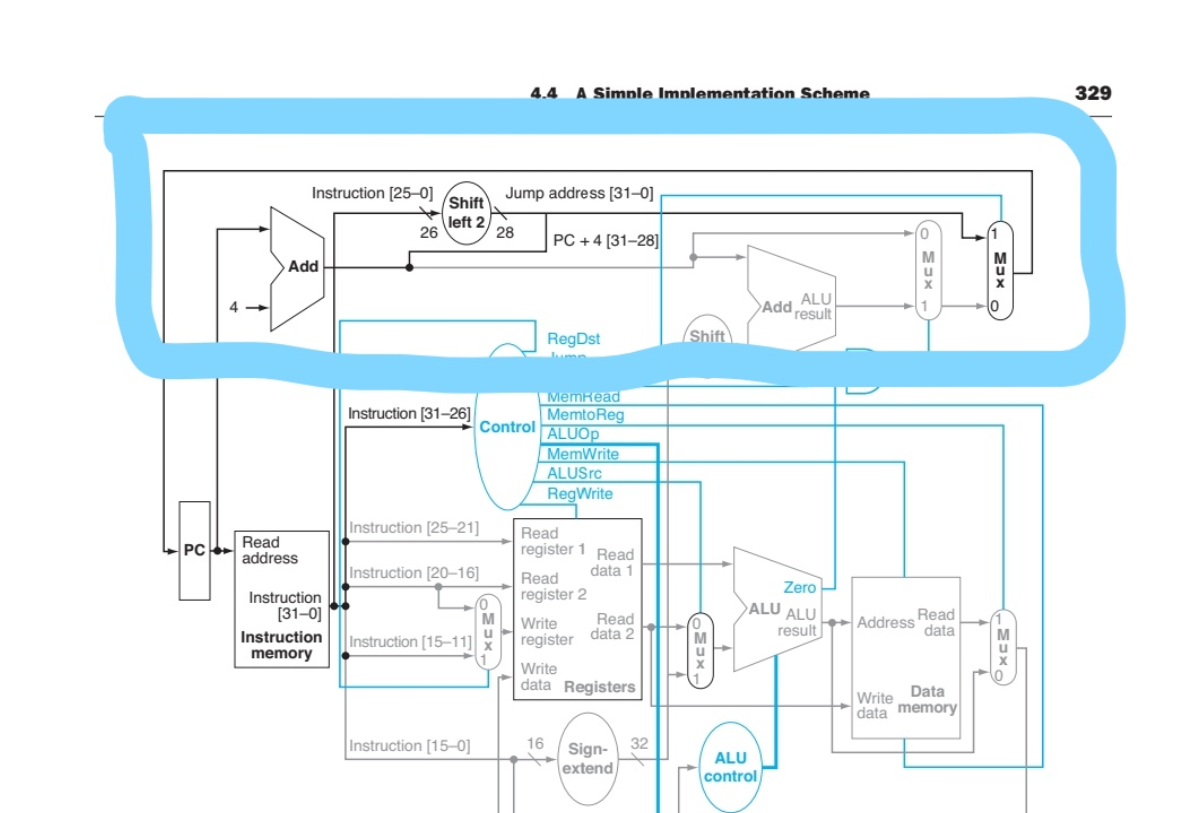 4.4 A Simple Implementation Scheme 329
Instruction [25–0] Shift left 2 Jump address [31–0]
26 28 PC + 4 [31–28]
Add
4
0
M
u
x
1
1
M
u
x
0
Add ALU
result
Shift
RegDst
Jump
MemRead
Instruction [31–26] MemtoReg
Control
ALUOp
MemWrite
ALUSrc
RegWrite
PC
Read
address
Instruction
[31–0]
Instruction
memory
Instruction [25–21]
Instruction [20–16]
Instruction [15–11]
0
M
u
x
1
Read
register 1
Read
data 1
Read
register 2
Write
register
Read
data 2
Write
data
Registers
0
M
u
x
1
Zero
ALU ALU
result
Address Read
data
Write
data
Data
memory
1
M
u
x
0
Instruction [15–0]
16 32
Sign-
extend
ALU
control